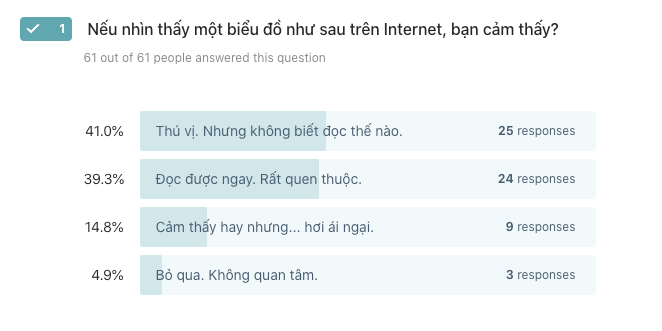 1 Nếu nhìn thấy một biểu đồ như sau trên Internet, bạn cảm thấy?
61 out of 61 people answered this question
41.0% Thú vị. Nhưng không biết đọc thế nào. 25 responses
39.3% Đọc được ngay. Rất quen thuộc. 24 responses
14.8% Cảm thấy hay nhưng... hơi ái ngại. 9 responses
4.9% Bỏ qua. Không quan tâm. 3 responses